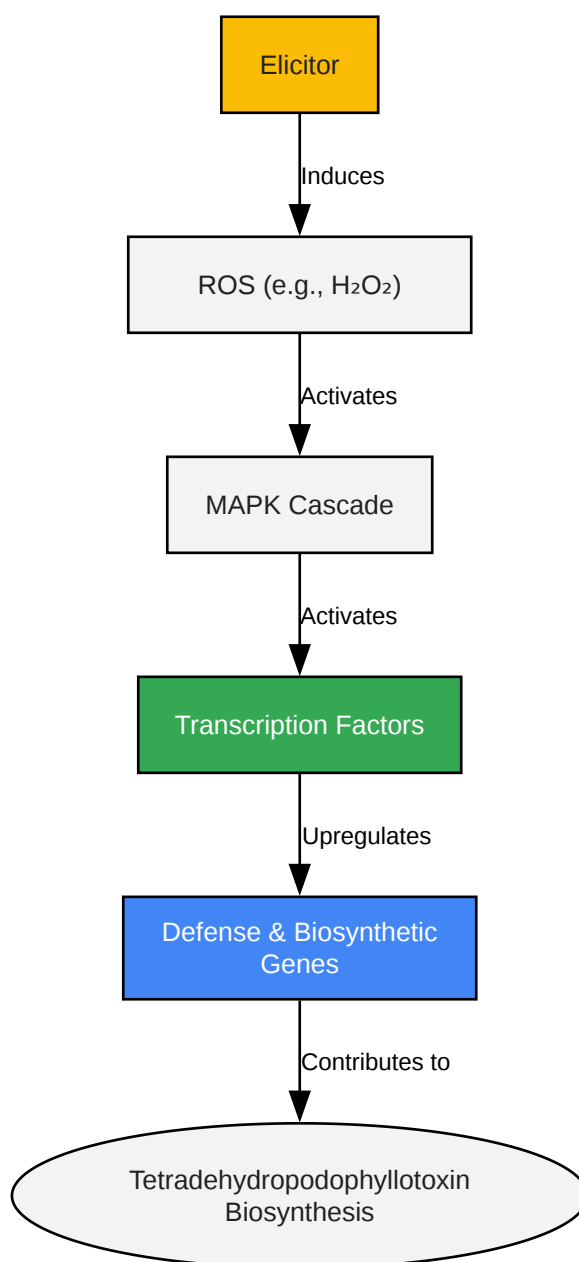 Elicitor
Induces
ROS (e.g., H₂O₂)
Activates
MAPK Cascade
Activates
Transcription Factors
Upregulates
Defense & Biosynthetic
Genes
Contributes to
Tetradehydropodophyllotoxin
Biosynthesis